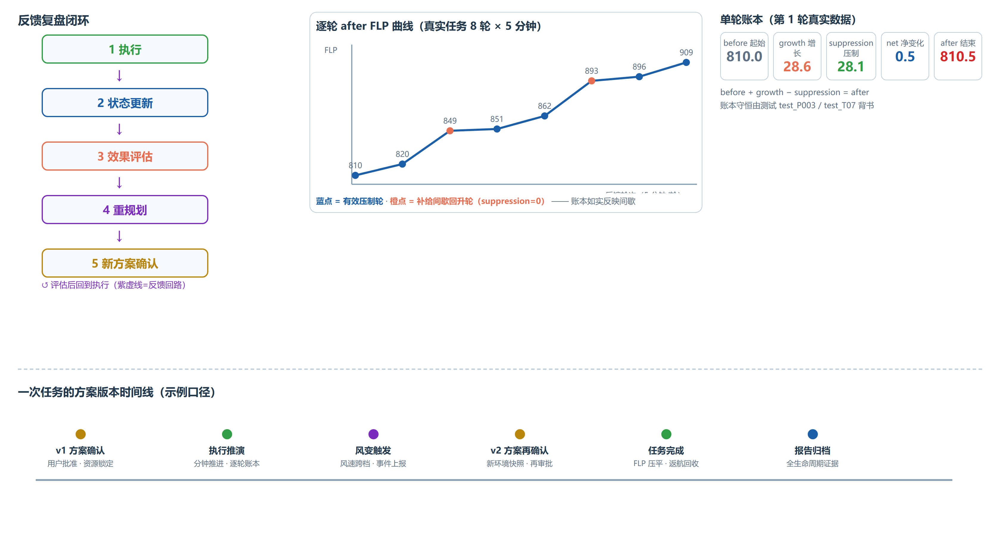 反馈复盘闭环
1 执行
↓
2 状态更新
↓
3 效果评估
↓
4 重规划
↓
5 新方案确认
↺ 评估后回到执行（紫虚线=反馈回路）
逐轮 after FLP 曲线（真实任务 8 轮 × 5 分钟）
FLP
810
820
849
851
862
893
896
909
蓝点 = 有效压制轮 · 橙点 = 补给间歇回升轮（suppression=0） —— 账本如实反映间歇
单轮账本（第 1 轮真实数据）
before 起始
810.0
growth 增
长
28.6
suppression
压制
28.1
net 净变化
0.5
after 结束
810.5
before + growth − suppression = after
账本守恒由测试 test_P003 / test_T07 背书
一次任务的方案版本时间线（示例口径）
v1 方案确认
用户批准 · 资源锁定
执行推演
分钟推进 · 逐轮账本
风变触发
风速跨档 · 事件上报
v2 方案再确认
新环境快照 · 再审批
任务完成
FLP 压平 · 返航回收
报告归档
全生命周期证据